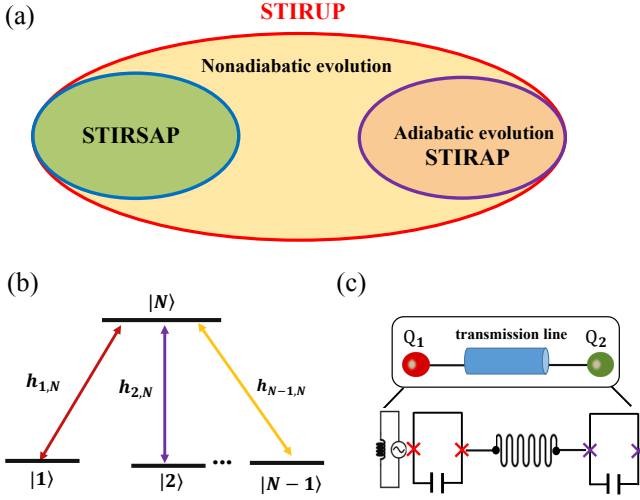 (a)
STIRUP
Nonadiabatic evolution
STIRSAP
Adiabatic evolution
STIRAP
(b)
|N⟩
h₁,N
h₂,N
hN−1,N
|1⟩
|2⟩
...
|N − 1⟩
(c)
Q₁
transmission line
Q₂